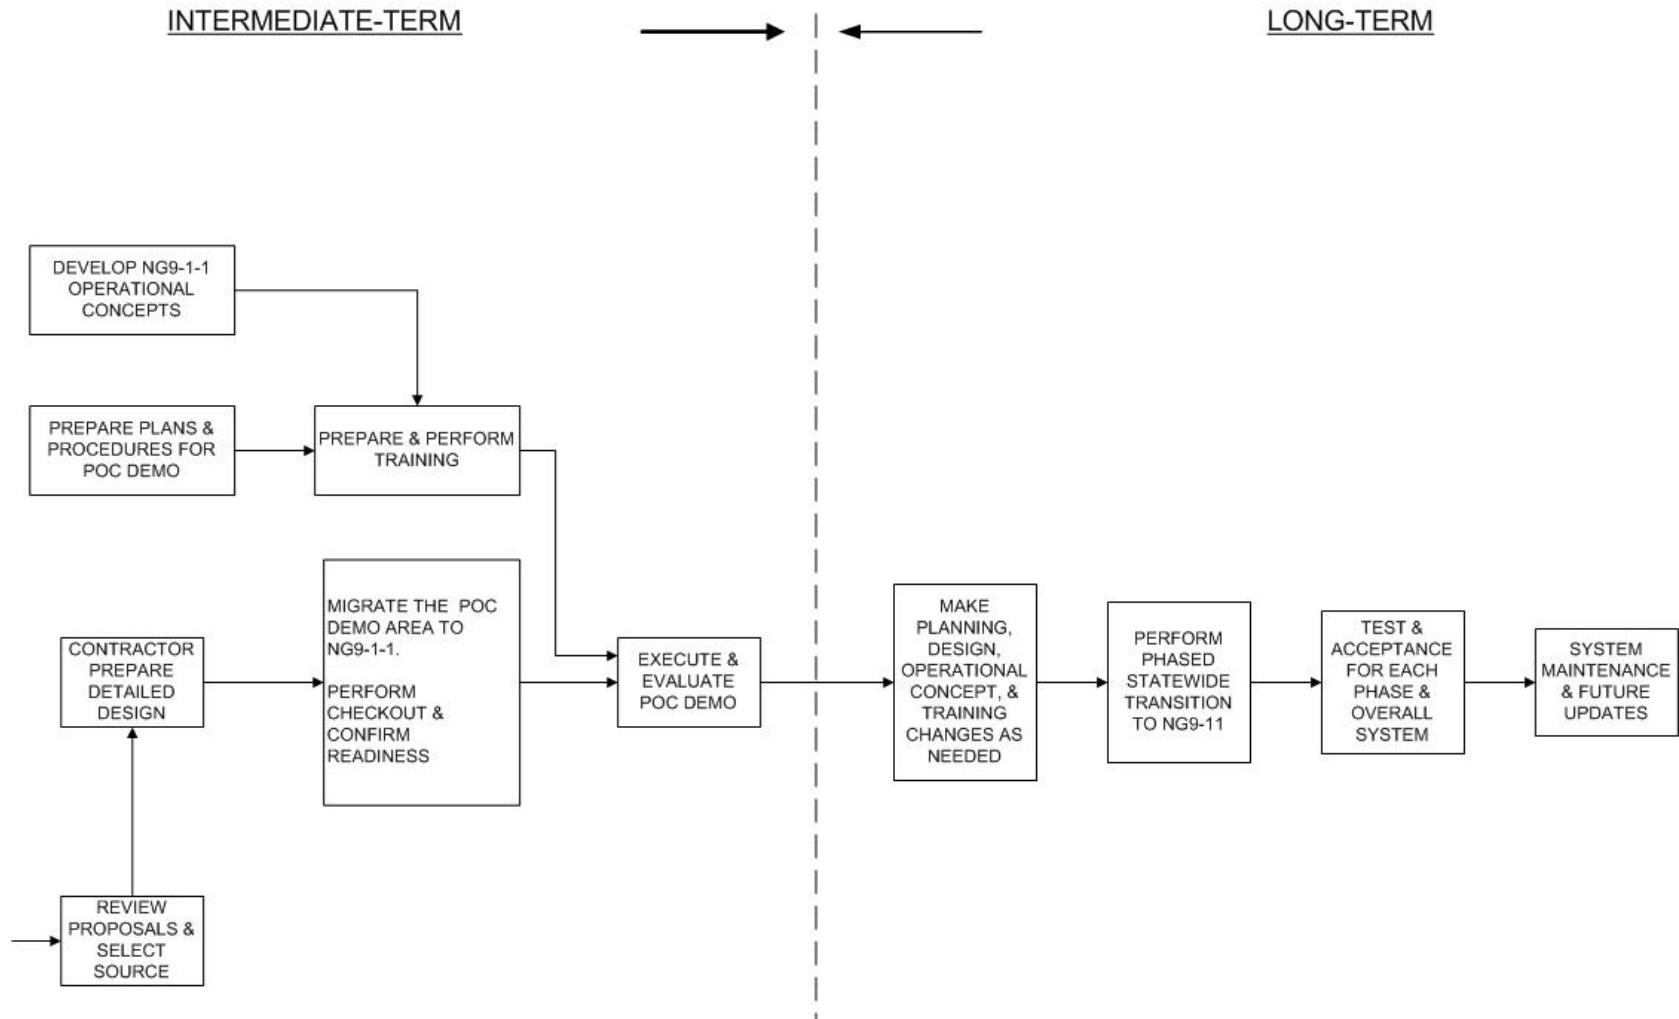 INTERMEDIATE-TERM
LONG-TERM
DEVELOP NG9-1-1
OPERATIONAL
CONCEPTS
PREPARE PLANS &
PROCEDURES FOR
POC DEMO
PREPARE & PERFORM
TRAINING
CONTRACTOR
PREPARE
DETAILED
DESIGN
MIGRATE THE  POC
DEMO AREA TO
NG9-1-1.
PERFORM
CHECKOUT &
CONFIRM
READINESS
EXECUTE &
EVALUATE
POC DEMO
REVIEW
PROPOSALS &
SELECT
SOURCE
MAKE
PLANNING,
DESIGN,
OPERATIONAL
CONCEPT, &
TRAINING
CHANGES AS
NEEDED
PERFORM
PHASED
STATEWIDE
TRANSITION
TO NG9-11
TEST &
ACCEPTANCE
FOR EACH
PHASE &
OVERALL
SYSTEM
SYSTEM
MAINTENANCE
& FUTURE
UPDATES